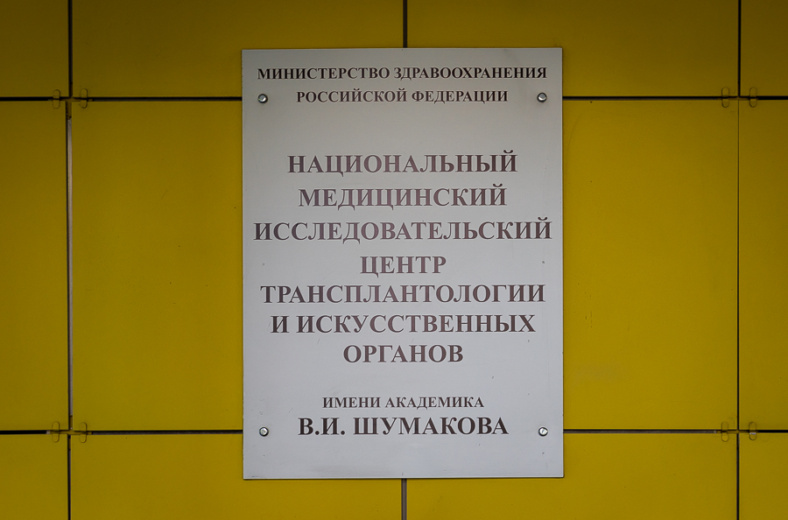 МИНИСТЕРСТВО ЗДРАВООХРАНЕНИЯ
РОССИЙСКОЙ ФЕДЕРАЦИИ
НАЦИОНАЛЬНЫЙ
МЕДИЦИНСКИЙ
ИССЛЕДОВАТЕЛЬСКИЙ
ЦЕНТР
ТРАНСПЛАНТОЛОГИИ
И ИСКУССТВЕННЫХ
ОРГАНОВ
ИМЕНИ АКАДЕМИКА
В.И. ШУМАКОВА